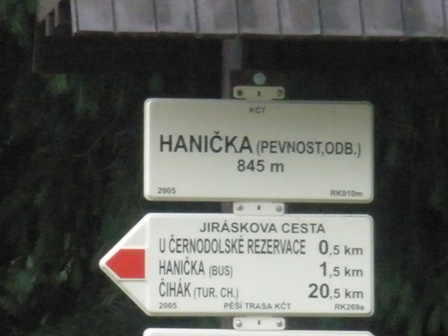 KČT
HANIČKA (PEVNOST,ODB.)
845 m
2005 RK010m
JIRÁSKOVA CESTA
U ČERNODOLSKÉ REZERVACE 0,5 km
HANIČKA (BUS) 1,5 km
ČIHÁK (TUR. CH.) 20,5 km
2005 PĚŠÍ TRASA KČT RK269a